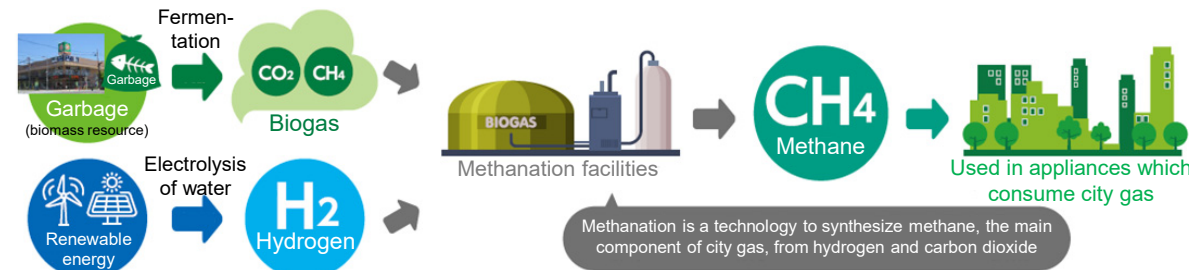 Fermen-
tation
Garbage
Garbage
(biomass resource)
CO2 CH4
Biogas
Electrolysis
of water
Renewable
energy
H2
Hydrogen
BIOGAS
Methanation facilities
CH4
Methane
Used in appliances which
consume city gas
Methanation is a technology to synthesize methane, the main
component of city gas, from hydrogen and carbon dioxide